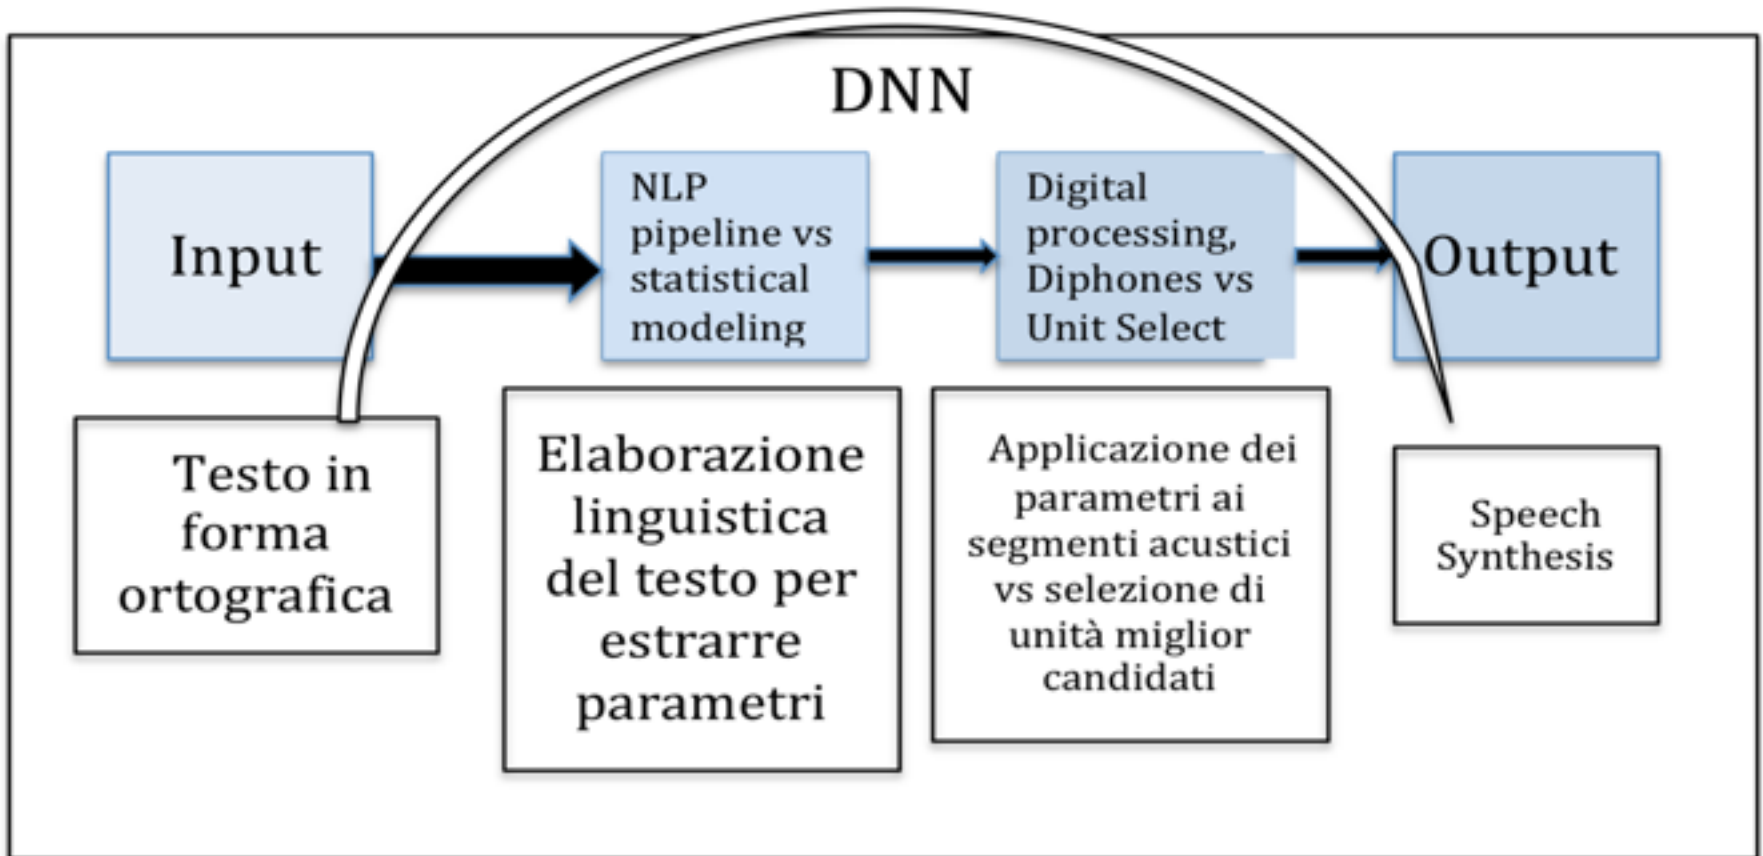 DNN
Input
NLP
pipeline vs
statistical
modeling
Digital
processing,
Diphones vs
Unit Select
Output
Testo in
forma
ortografica
Elaborazione
linguistica
del testo per
estrarre
parametri
Applicazione dei
parametri ai
segmenti acustici
vs selezione di
unità miglior
candidati
Speech
Synthesis